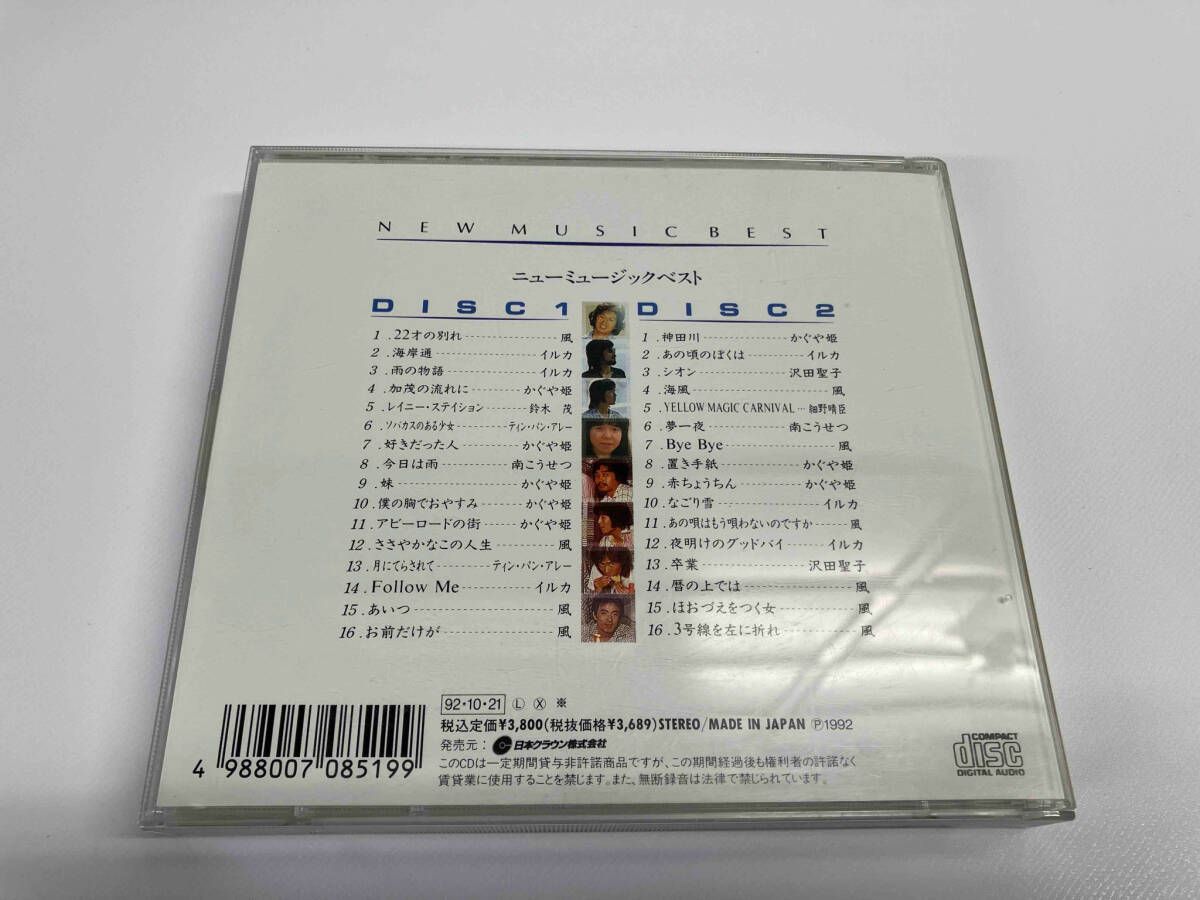 NEW MUSIC BEST
ニューミュージックベスト
DISC 1
1 .22才の別れ 風
2 .海岸通 イルカ
3 .雨の物語 イルカ
4 .加茂の流れに かぐや姫
5 .レイニー・ステイション 鈴木 茂
6 .ソバカスのある少女 ティン・パン・アレー
7 .好きだった人 かぐや姫
8 .今日は雨 南こうせつ
9 .妹 かぐや姫
10 .僕の胸でおやすみ かぐや姫
11 .アビーロードの街 かぐや姫
12 .ささやかなこの人生 風
13 .月にてらされて ティン・パン・アレー
14 .Follow Me イルカ
15 .あいつ 風
16 .お前だけが 風
DISC 2
1 .神田川 かぐや姫
2 .あの頃のぼくは イルカ
3 .シオン 沢田聖子
4 .海風 風
5 .YELLOW MAGIC CARNIVAL … 細野晴臣
6 .夢一夜 南こうせつ
7 .Bye Bye 風
8 .置き手紙 かぐや姫
9 .赤ちょうちん かぐや姫
10 .なごり雪 イルカ
11 .あの唄はもう唄わないのですか 風
12 .夜明けのグッドバイ イルカ
13 .卒業 沢田聖子
14 .暦の上では 風
15 .ほおづえをつく女 風
16 .3号線を左に折れ 風
92・10・21 Ⓛ Ⓧ ※
税込定価¥3,800(税抜価格¥3,689)STEREO/MADE IN JAPAN Ⓟ1992
発売元：日本クラウン株式会社
このCDは一定期間貸与非許諾商品ですが、この期間経過後も権利者の許諾なく
賃貸業に使用することを禁じます。また、無断録音は法律で禁じられています。
4 988007 085199
COMPACT
disc
DIGITAL AUDIO